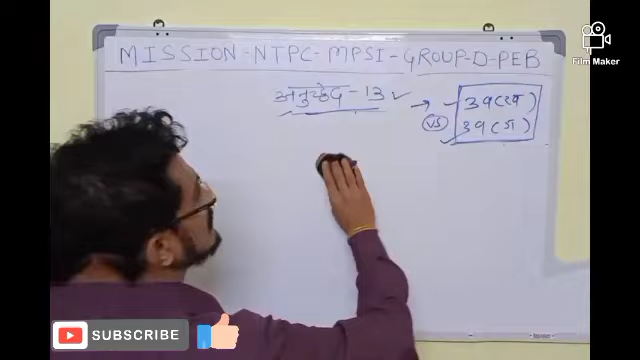 MISSION-NTPC-MPSI-GROUP-D-PEB
अनुच्छेद-13
39(ख)
VS
39(ग)
Film Maker
SUBSCRIBE